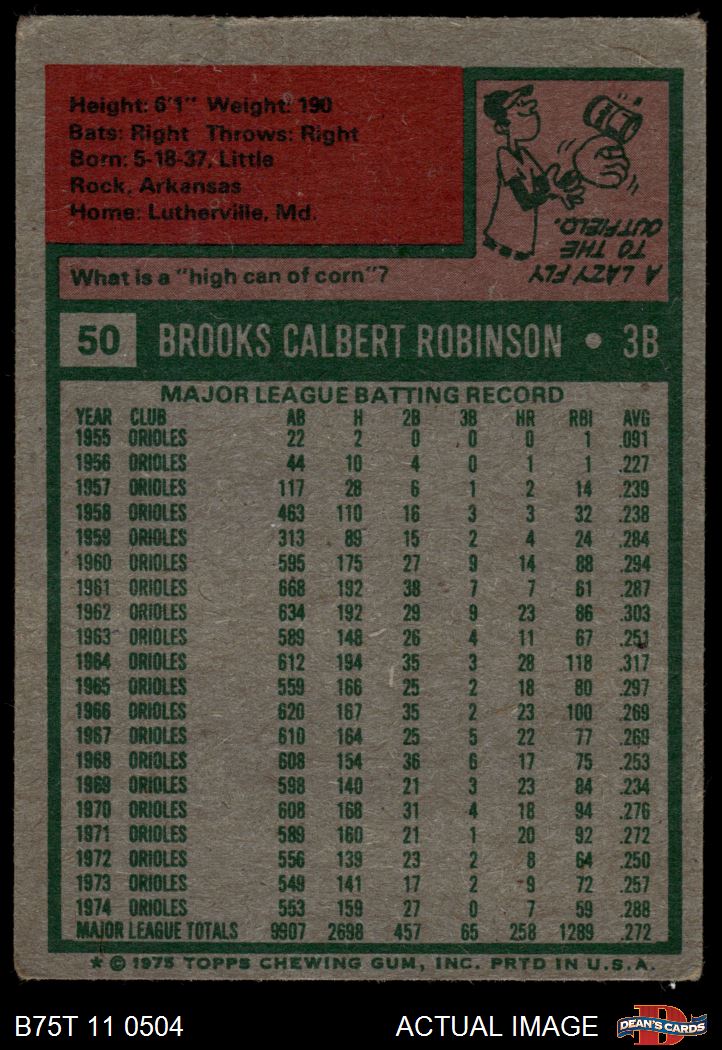 Height: 6'1" Weight: 190
Bats: Right Throws: Right
Born: 5-18-37, Little
Rock, Arkansas
Home: Lutherville, Md.
A LAZY FLY
TO THE
OUTFIELD.
What is a "high can of corn"?
50 BROOKS CALBERT ROBINSON • 3B
MAJOR LEAGUE BATTING RECORD
YEAR CLUB AB H 2B 3B HR RBI AVG
1955 ORIOLES 22 2 0 0 0 1 .091
1956 ORIOLES 44 10 4 0 1 1 .227
1957 ORIOLES 117 28 6 1 2 14 .239
1958 ORIOLES 463 110 16 3 3 32 .238
1959 ORIOLES 313 89 15 2 4 24 .284
1960 ORIOLES 595 175 27 9 14 88 .294
1961 ORIOLES 668 192 38 7 7 61 .287
1962 ORIOLES 634 192 29 9 23 86 .303
1963 ORIOLES 589 148 26 4 11 67 .251
1964 ORIOLES 612 194 35 3 28 118 .317
1965 ORIOLES 559 166 25 2 18 80 .297
1966 ORIOLES 620 167 35 2 23 100 .269
1967 ORIOLES 610 164 25 5 22 77 .269
1968 ORIOLES 608 154 36 6 17 75 .253
1969 ORIOLES 598 140 21 3 23 84 .234
1970 ORIOLES 608 168 31 4 18 94 .276
1971 ORIOLES 589 160 21 1 20 92 .272
1972 ORIOLES 556 139 23 2 8 64 .250
1973 ORIOLES 549 141 17 2 9 72 .257
1974 ORIOLES 553 159 27 0 7 59 .288
MAJOR LEAGUE TOTALS 9907 2698 457 65 258 1289 .272
★ © 1975 TOPPS CHEWING GUM, INC. PRTD IN U.S.A.
B75T 11 0504 ACTUAL IMAGE DEAN'S CARDS